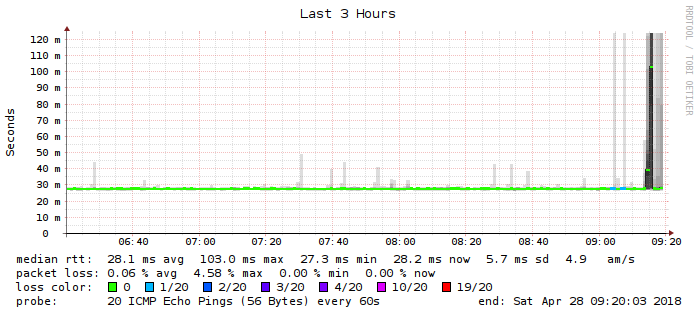 Last 3 Hours
RRDTOOL / TOBI OETIKER
Seconds
120 m
110 m
100 m
90 m
80 m
70 m
60 m
50 m
40 m
30 m
20 m
10 m
0
06:40 07:00 07:20 07:40 08:00 08:20 08:40 09:00 09:20
median rtt: 28.1 ms avg 103.0 ms max 27.3 ms min 28.2 ms now 5.7 ms sd 4.9 am/s
packet loss: 0.06 % avg 4.58 % max 0.00 % min 0.00 % now
loss color: 0 1/20 2/20 3/20 4/20 10/20 19/20
probe: 20 ICMP Echo Pings (56 Bytes) every 60s end: Sat Apr 28 09:20:03 2018